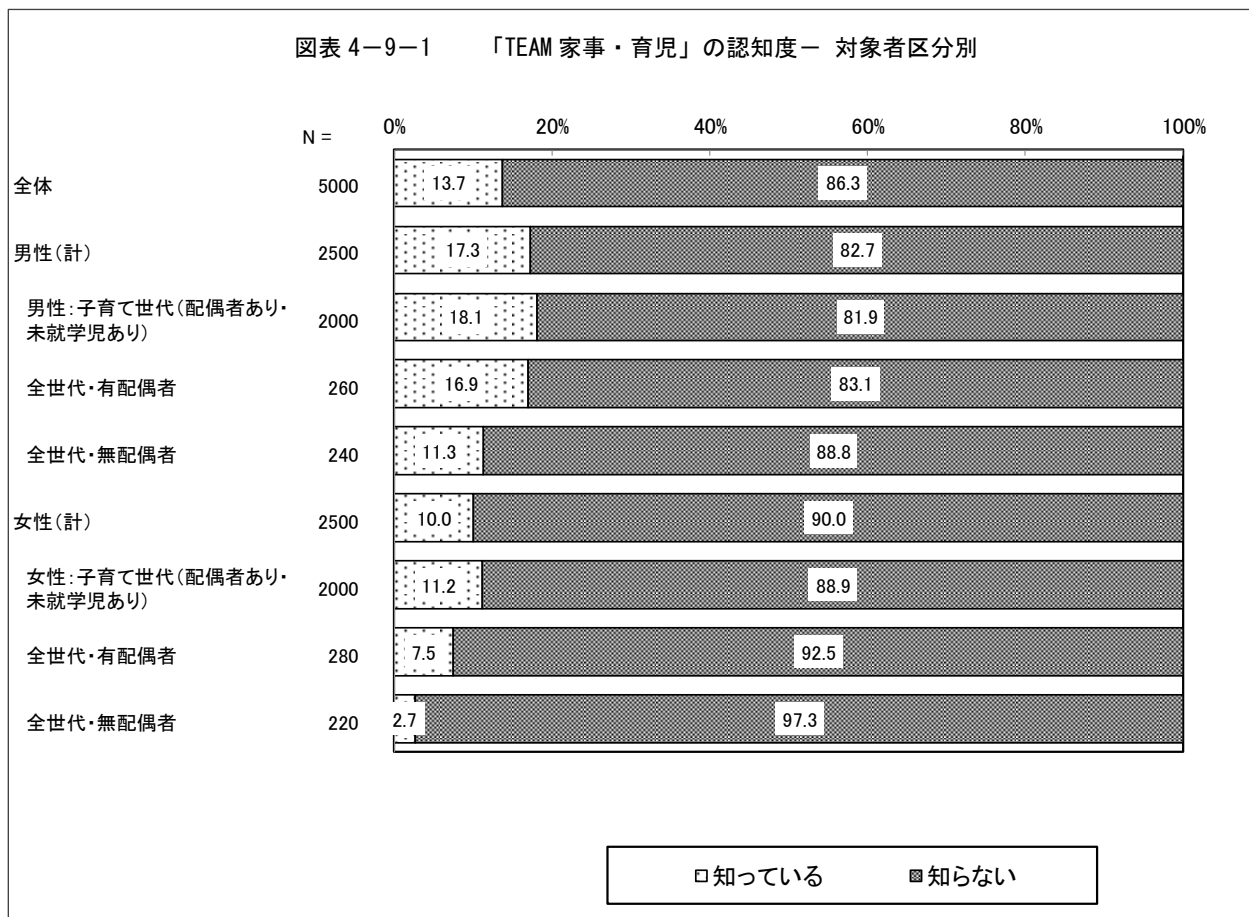 図表 4－9－1　「TEAM 家事・育児」の認知度－ 対象者区分別
N = 0% 20% 40% 60% 80% 100%
全体 5000 13.7 86.3
男性(計) 2500 17.3 82.7
男性:子育て世代(配偶者あり・
未就学児あり) 2000 18.1 81.9
全世代・有配偶者 260 16.9 83.1
全世代・無配偶者 240 11.3 88.8
女性(計) 2500 10.0 90.0
女性:子育て世代(配偶者あり・
未就学児あり) 2000 11.2 88.9
全世代・有配偶者 280 7.5 92.5
全世代・無配偶者 220 2.7 97.3
知っている 知らない